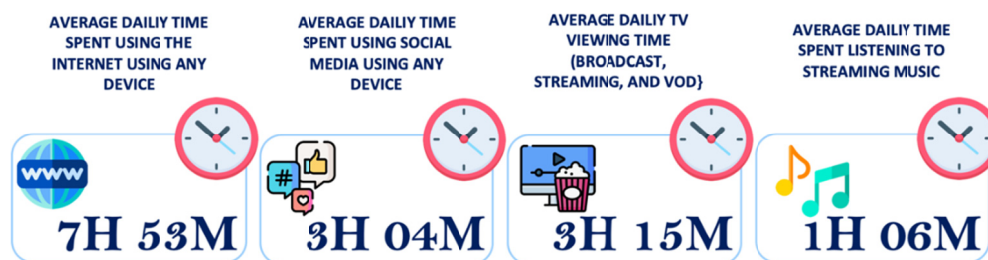 AVERAGE DAILIY TIME
SPENT USING THE
INTERNET USING ANY
DEVICE
www
7H 53M
AVERAGE DAILIY TIME
SPENT USING SOCIAL
MEDIA USING ANY
DEVICE
#
3H 04M
AVERAGE DAILIY TV
VIEWING TIME
(BROADCAST,
STREAMING, AND VOD}
3H 15M
AVERAGE DAILIY TIME
SPENT LISTENING TO
STREAMING MUSIC
1H 06M